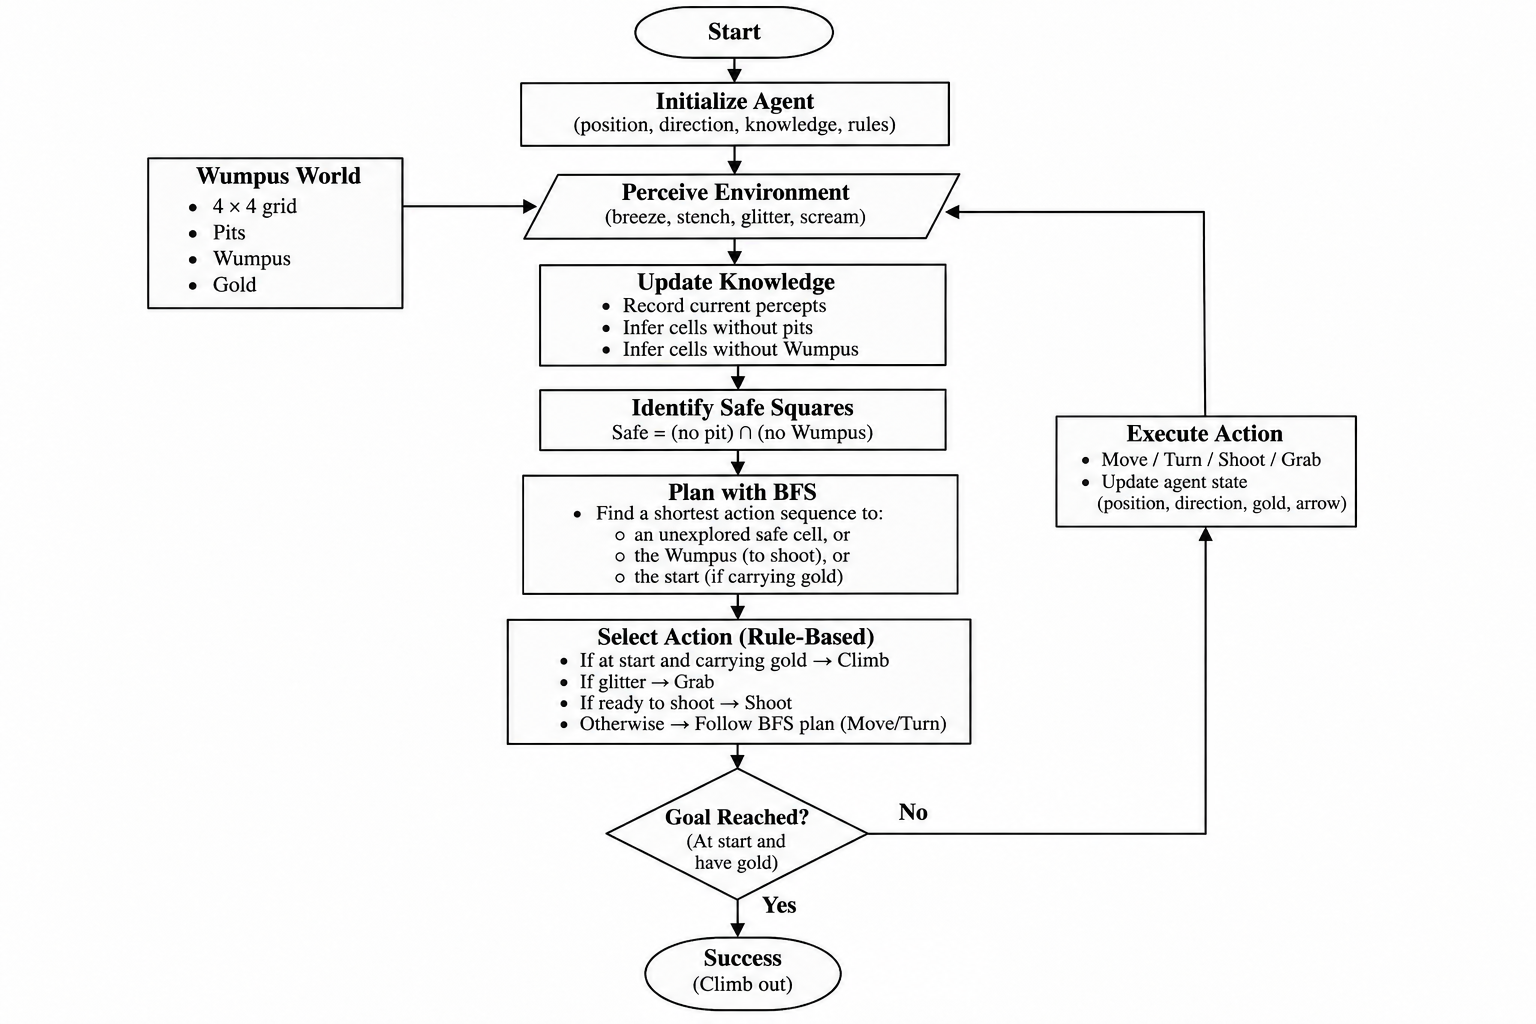 Start
Initialize Agent
(position, direction, knowledge, rules)
Wumpus World
• 4 × 4 grid
• Pits
• Wumpus
• Gold
Perceive Environment
(breeze, stench, glitter, scream)
Update Knowledge
• Record current percepts
• Infer cells without pits
• Infer cells without Wumpus
Identify Safe Squares
Safe = (no pit) ∩ (no Wumpus)
Plan with BFS
• Find a shortest action sequence to:
○ an unexplored safe cell, or
○ the Wumpus (to shoot), or
○ the start (if carrying gold)
Select Action (Rule-Based)
• If at start and carrying gold → Climb
• If glitter → Grab
• If ready to shoot → Shoot
• Otherwise → Follow BFS plan (Move/Turn)
Goal Reached?
(At start and
have gold)
No
Execute Action
• Move / Turn / Shoot / Grab
• Update agent state
(position, direction, gold, arrow)
Yes
Success
(Climb out)